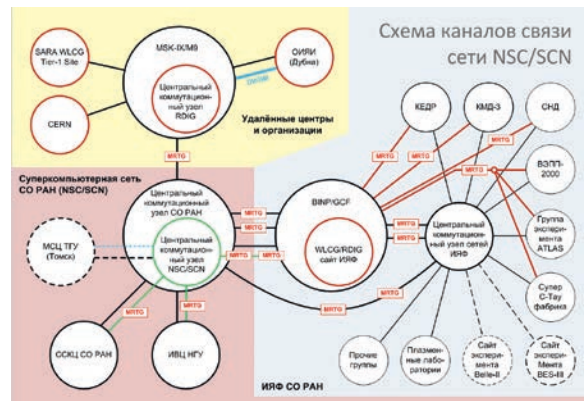 Схема каналов связи
сети NSC/SCN
SARA WLCG
Tier-1 Site
CERN
MSK-IX/M9
Центральный
коммутацион-
ный узел
RDIG
ОИЯИ
(Дубна)
Удалённые центры
и организации
MRTG
Суперкомпьютерная сеть
СО РАН (NSC/SCN)
Центральный
коммутационный
узел СО РАН
Центральный
коммутацион-
ный узел
NSC/SCN
МСЦ ТГУ
(Томск)
MRTG
MRTG
ССКЦ СО РАН
ИВЦ НГУ
MRTG
MRTG
MRTG
MRTG
MRTG
BINP/GCF
WLCG/RDIG
сайт ИЯФ
MRTG
MRTG
Центральный
коммутацион-
ный узел сетей
ИЯФ
MRTG
MRTG
MRTG
MRTG
КЕДР
КМД-3
СНД
ВЭПП-
2000
Группа
экспери-
мента
ATLAS
Супер
С-Тау
фабрика
Прочие
группы
Плазмен-
ные лабо-
ратории
Сайт
экспери-
мента
Belle-II
Сайт
экспери-
мента
BES-III
ИЯФ СО РАН